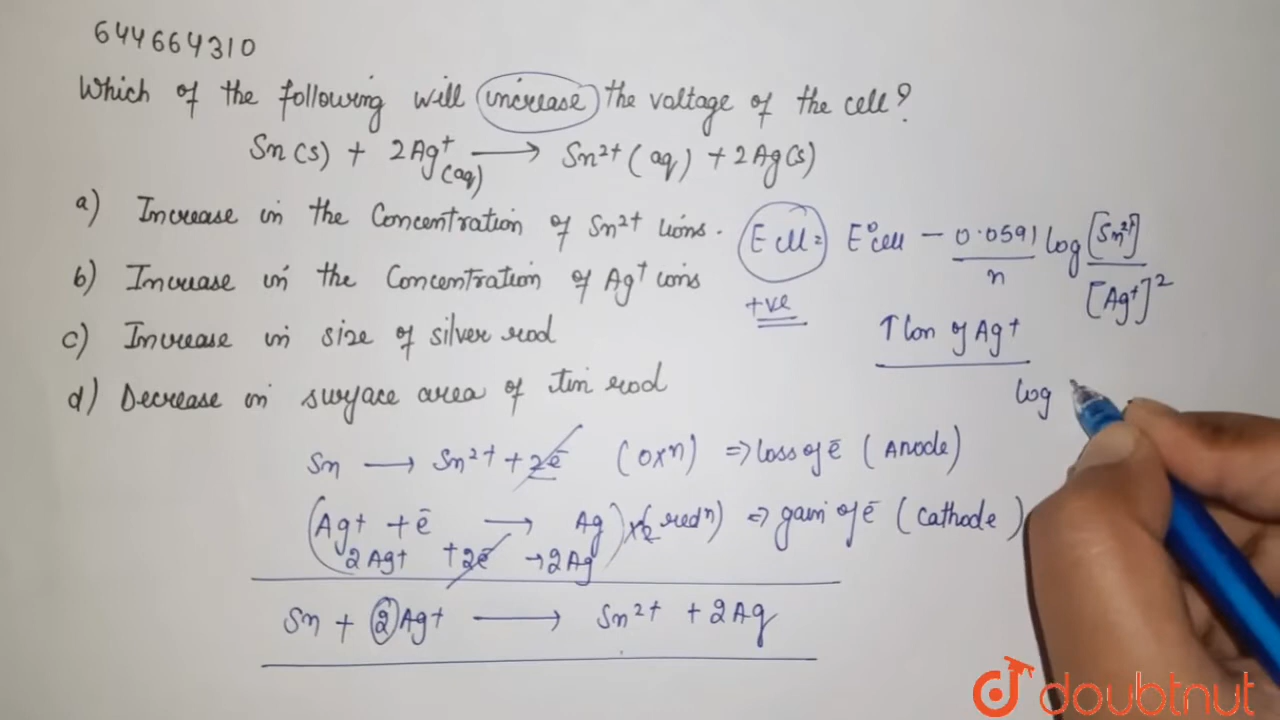 644664310
Which of the following will increase the voltage of the cell?
Sn(s) + 2Ag+(aq) → Sn2+(aq) + 2Ag(s)
a) Increase in the Concentration of Sn2+ iions.
b) Increase in the Concentration of Ag+ ions
c) Increase in size of silver rod
d) Decrease in surface area of tin rod
Ecell = E°cell − 0.0591/n log [Sn2+]/[Ag+]2
+ve
↑ Con of Ag+
log
Sn → Sn2+ + 2ē (oxn) ⇒ loss of ē (Anode)
(Ag+ + ē → Ag)×2 (redn) ⇒ gain of ē (Cathode)
2Ag+ + 2ē → 2Ag
Sn + 2Ag+ → Sn2+ + 2Ag
doubtnut